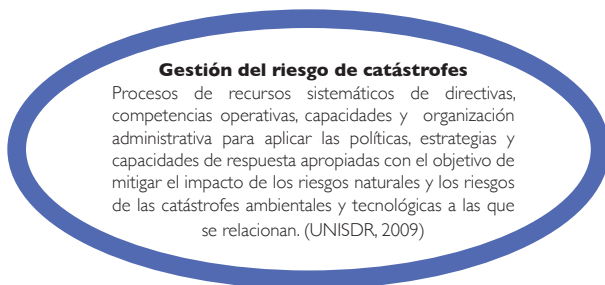 Gestión del riesgo de catástrofes
Procesos de recursos sistemáticos de directivas,
competencias operativas, capacidades y organización
administrativa para aplicar las políticas, estrategias y
capacidades de respuesta apropiadas con el objetivo de
mitigar el impacto de los riesgos naturales y los riesgos
de las catástrofes ambientales y tecnológicas a las que
se relacionan. (UNISDR, 2009)